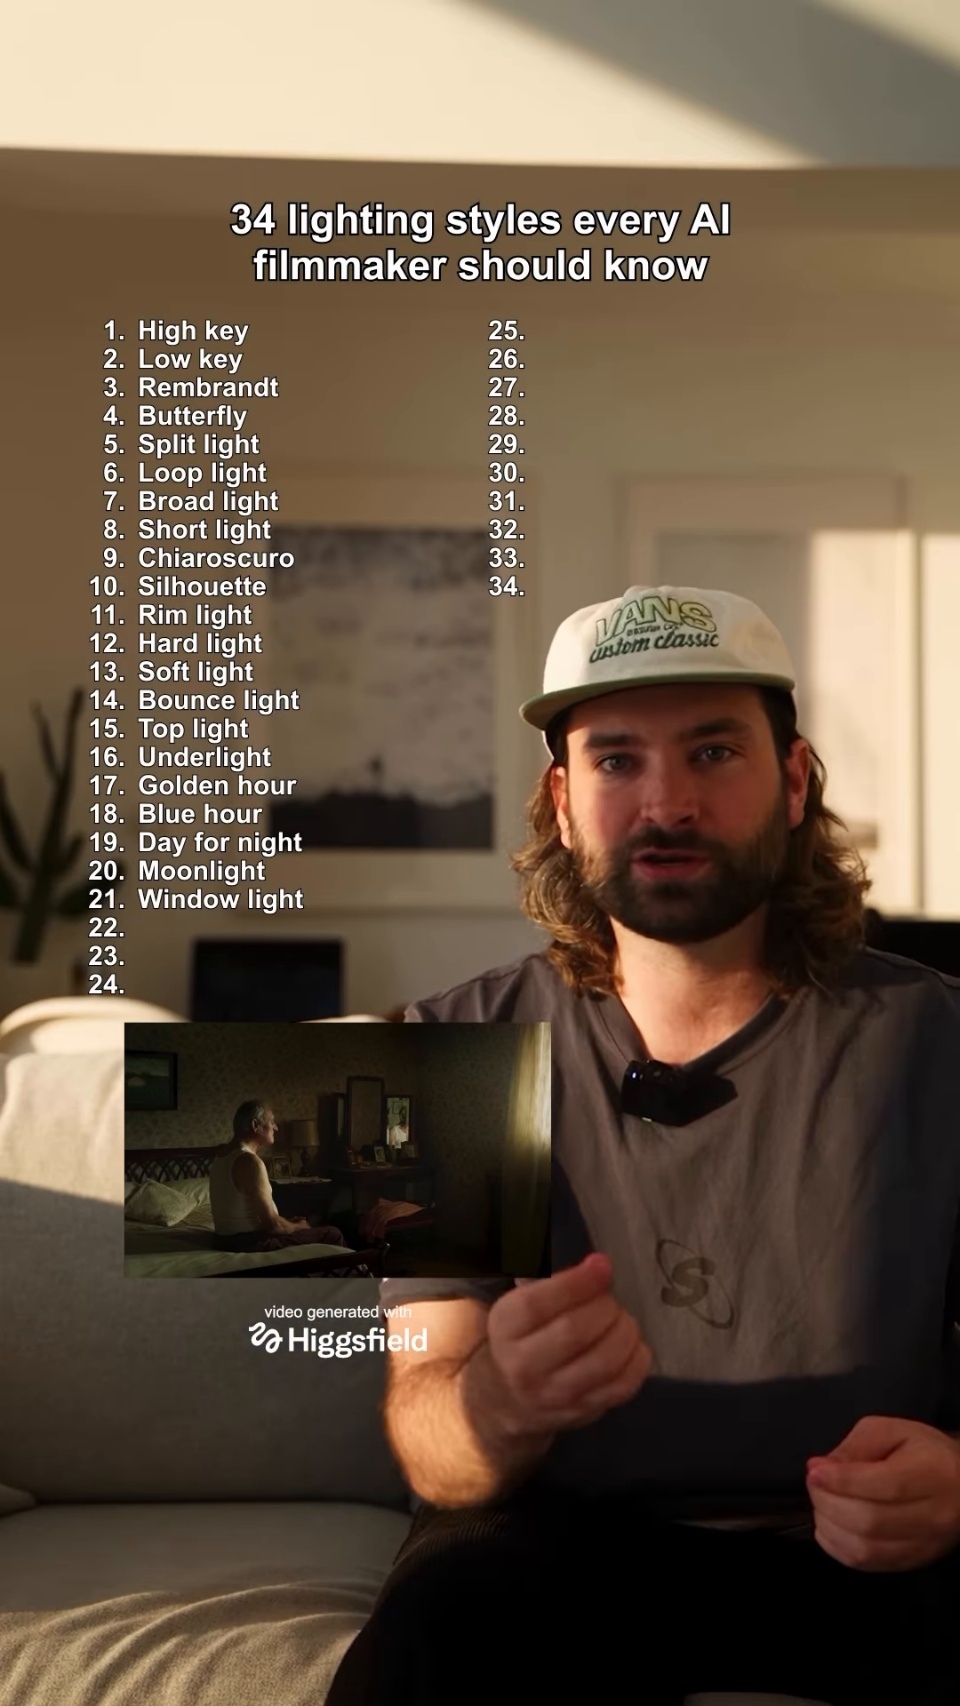 34 lighting styles every AI
filmmaker should know
1. High key
2. Low key
3. Rembrandt
4. Butterfly
5. Split light
6. Loop light
7. Broad light
8. Short light
9. Chiaroscuro
10. Silhouette
11. Rim light
12. Hard light
13. Soft light
14. Bounce light
15. Top light
16. Underlight
17. Golden hour
18. Blue hour
19. Day for night
20. Moonlight
21. Window light
22.
23.
24.
25.
26.
27.
28.
29.
30.
31.
32.
33.
34.
VANS
custom classic
S
video generated with
Higgsfield